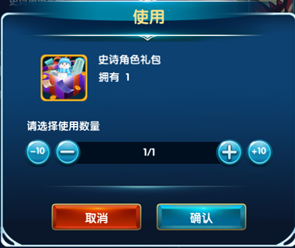 使用
史诗角色礼包
拥有 1
请选择使用数量
-10
1/1
+10
取消
确认